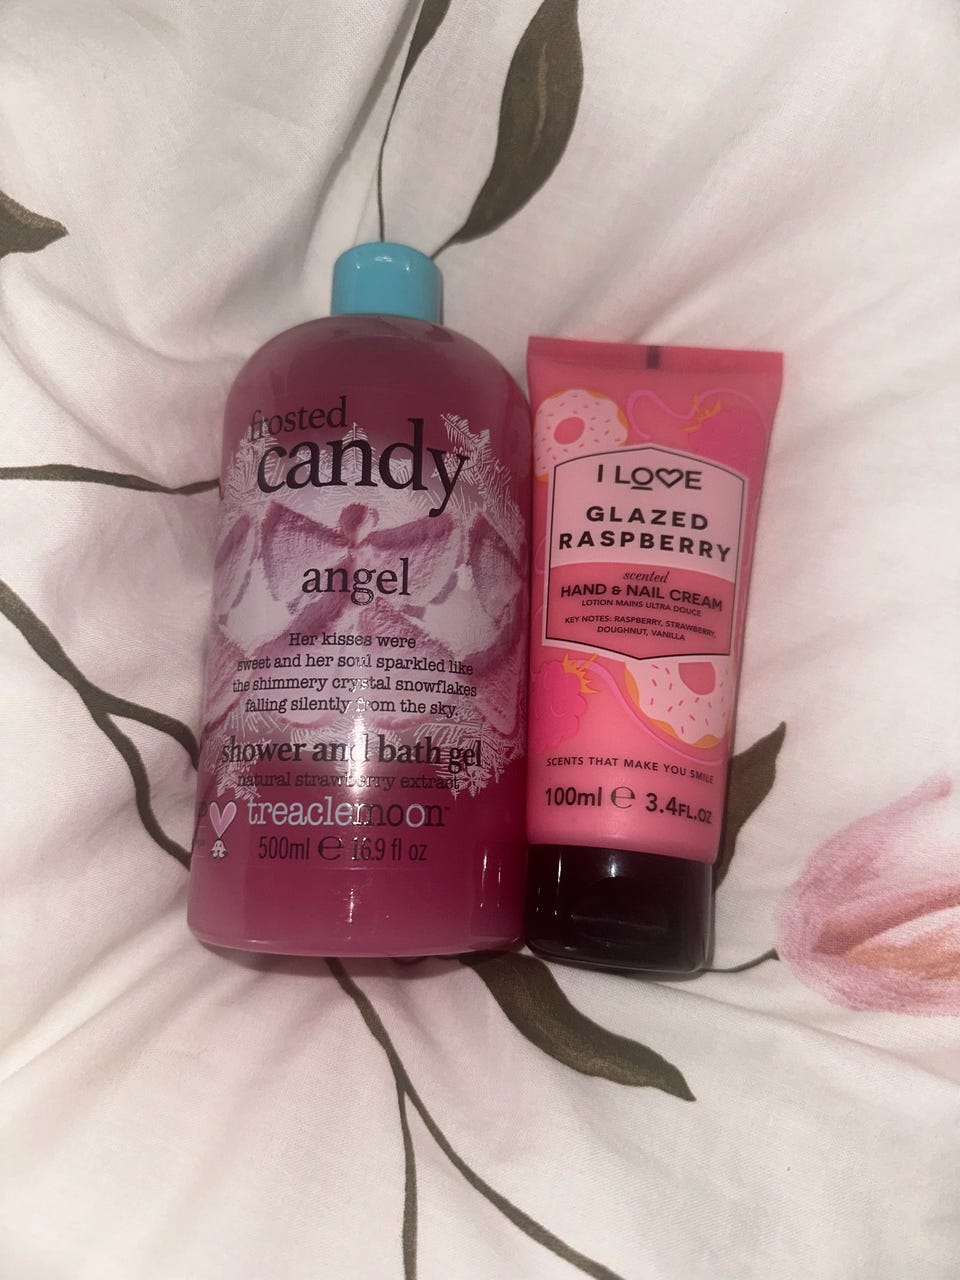 frosted
candy
angel
Her kisses were
sweet and her soul sparkled like
the shimmery crystal snowflakes
falling silently from the sky.
shower and bath gel
natural strawberry extract
treaclemoon™
500ml ℮ 16.9 fl oz
I LOVE
GLAZED
RASPBERRY
scented
HAND & NAIL CREAM
LOTION MAINS ULTRA DOUCE
KEY NOTES: RASPBERRY, STRAWBERRY,
DOUGHNUT, VANILLA
SCENTS THAT MAKE YOU SMILE
100ml ℮ 3.4FL.OZ